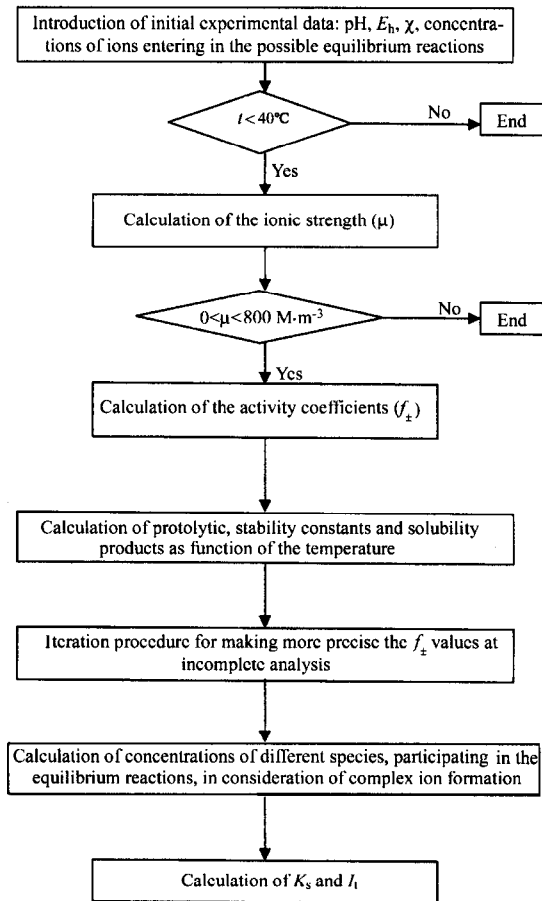 Introduction of initial experimental data: pH, Eₕ, χ, concentra-
tions of ions entering in the possible equilibrium reactions
t<40℃
No
End
Yes
Calculation of the ionic strength (μ)
0<μ<800 M·m⁻³
No
End
Yes
Calculation of the activity coefficients (f±)
Calculation of protolytic, stability constants and solubility
products as function of the temperature
Iteration procedure for making more precise the f± values at
incomplete analysis
Calculation of concentrations of different species, participating in the
equilibrium reactions, in consideration of complex ion formation
Calculation of Kₛ and Iₜ